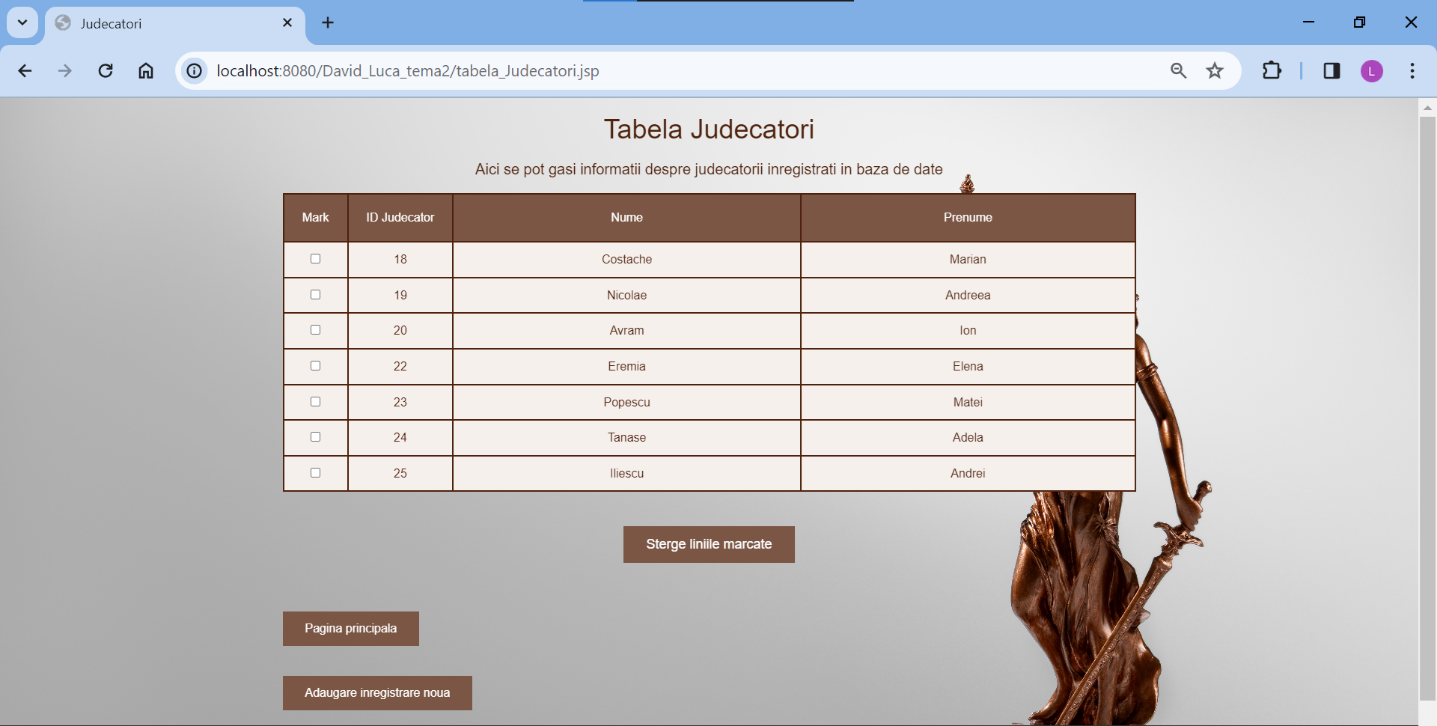 Judecatori
localhost:8080/David_Luca_tema2/tabela_Judecatori.jsp
L
Tabela Judecatori
Aici se pot gasi informatii despre judecatorii inregistrati in baza de date
Mark ID Judecator Nume Prenume
18 Costache Marian
19 Nicolae Andreea
20 Avram Ion
22 Eremia Elena
23 Popescu Matei
24 Tanase Adela
25 Iliescu Andrei
Sterge liniile marcate
Pagina principala
Adaugare inregistrare noua